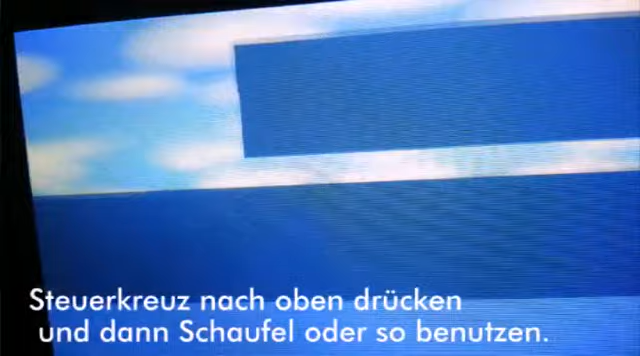 Steuerkreuz nach oben drücken
und dann Schaufel oder so benutzen.